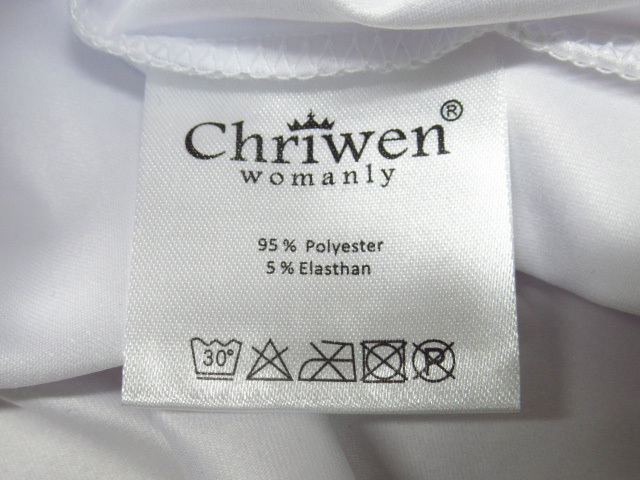 Chriwen®
womanly
95 % Polyester
5 % Elasthan
30° P